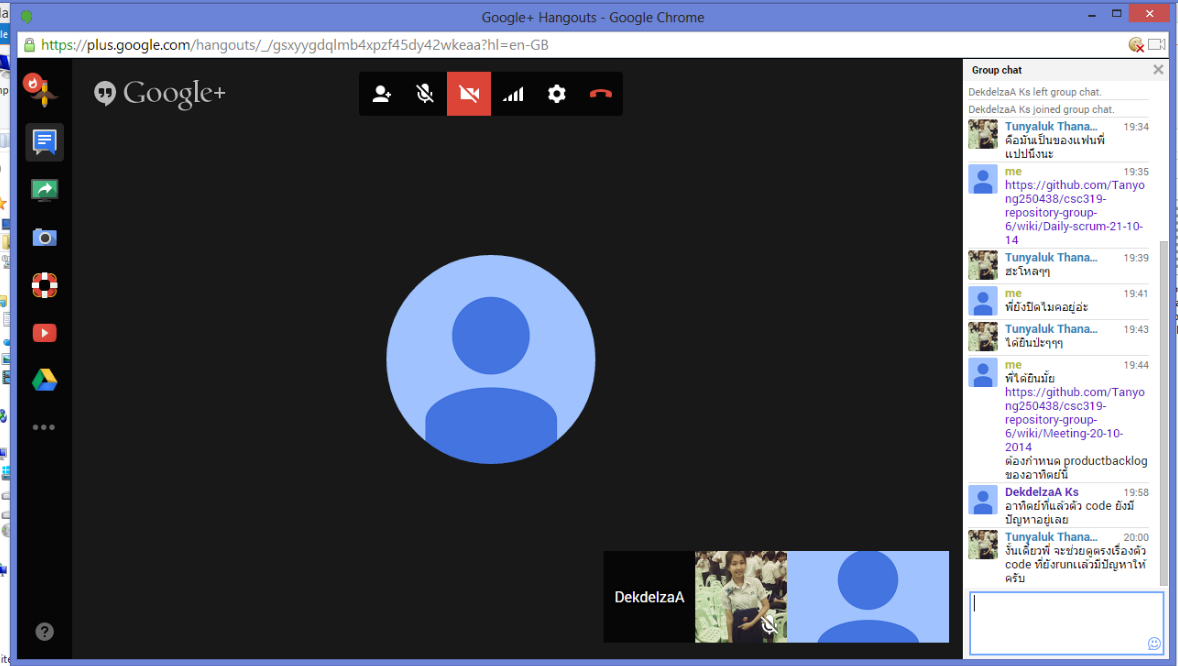 Google+ Hangouts - Google Chrome
https://plus.google.com/hangouts/_/gsxyygdqlmb4xpzf45dy42wkeaa?hl=en-GB
Google+
Group chat
DekdelzaA Ks left group chat.
DekdelzaA Ks joined group chat.
Tunyaluk Thana... 19:34
คือมันเป็นของแฟนพี่
แปปนึงนะ
me 19:35
https://github.com/Tanyo
ng250438/csc319-
repository-group-
6/wiki/Daily-scrum-21-10-
14
Tunyaluk Thana... 19:39
ฮะโหลๆๆ
me 19:41
พี่ยังปิดไมคอยู่อ่ะ
Tunyaluk Thana... 19:43
ได้ยินป่ะๆๆๆ
me 19:44
พี่ได้ยินมั้ย
https://github.com/Tanyo
ng250438/csc319-
repository-group-
6/wiki/Meeting-20-10-
2014
ต้องกำหนด productbacklog
ของอาทิตย์นี้
DekdelzaA Ks 19:58
อาทิตย์ที่แล้วตัว code ยังมี
ปัญหาอยู่เลย
Tunyaluk Thana... 20:00
งั้นเดี๋ยวพี่ จะช่วยดูตรงเรื่องตัว
code ที่ยังrunแล้วมีปัญหาให้
ครับ
DekdelzaA